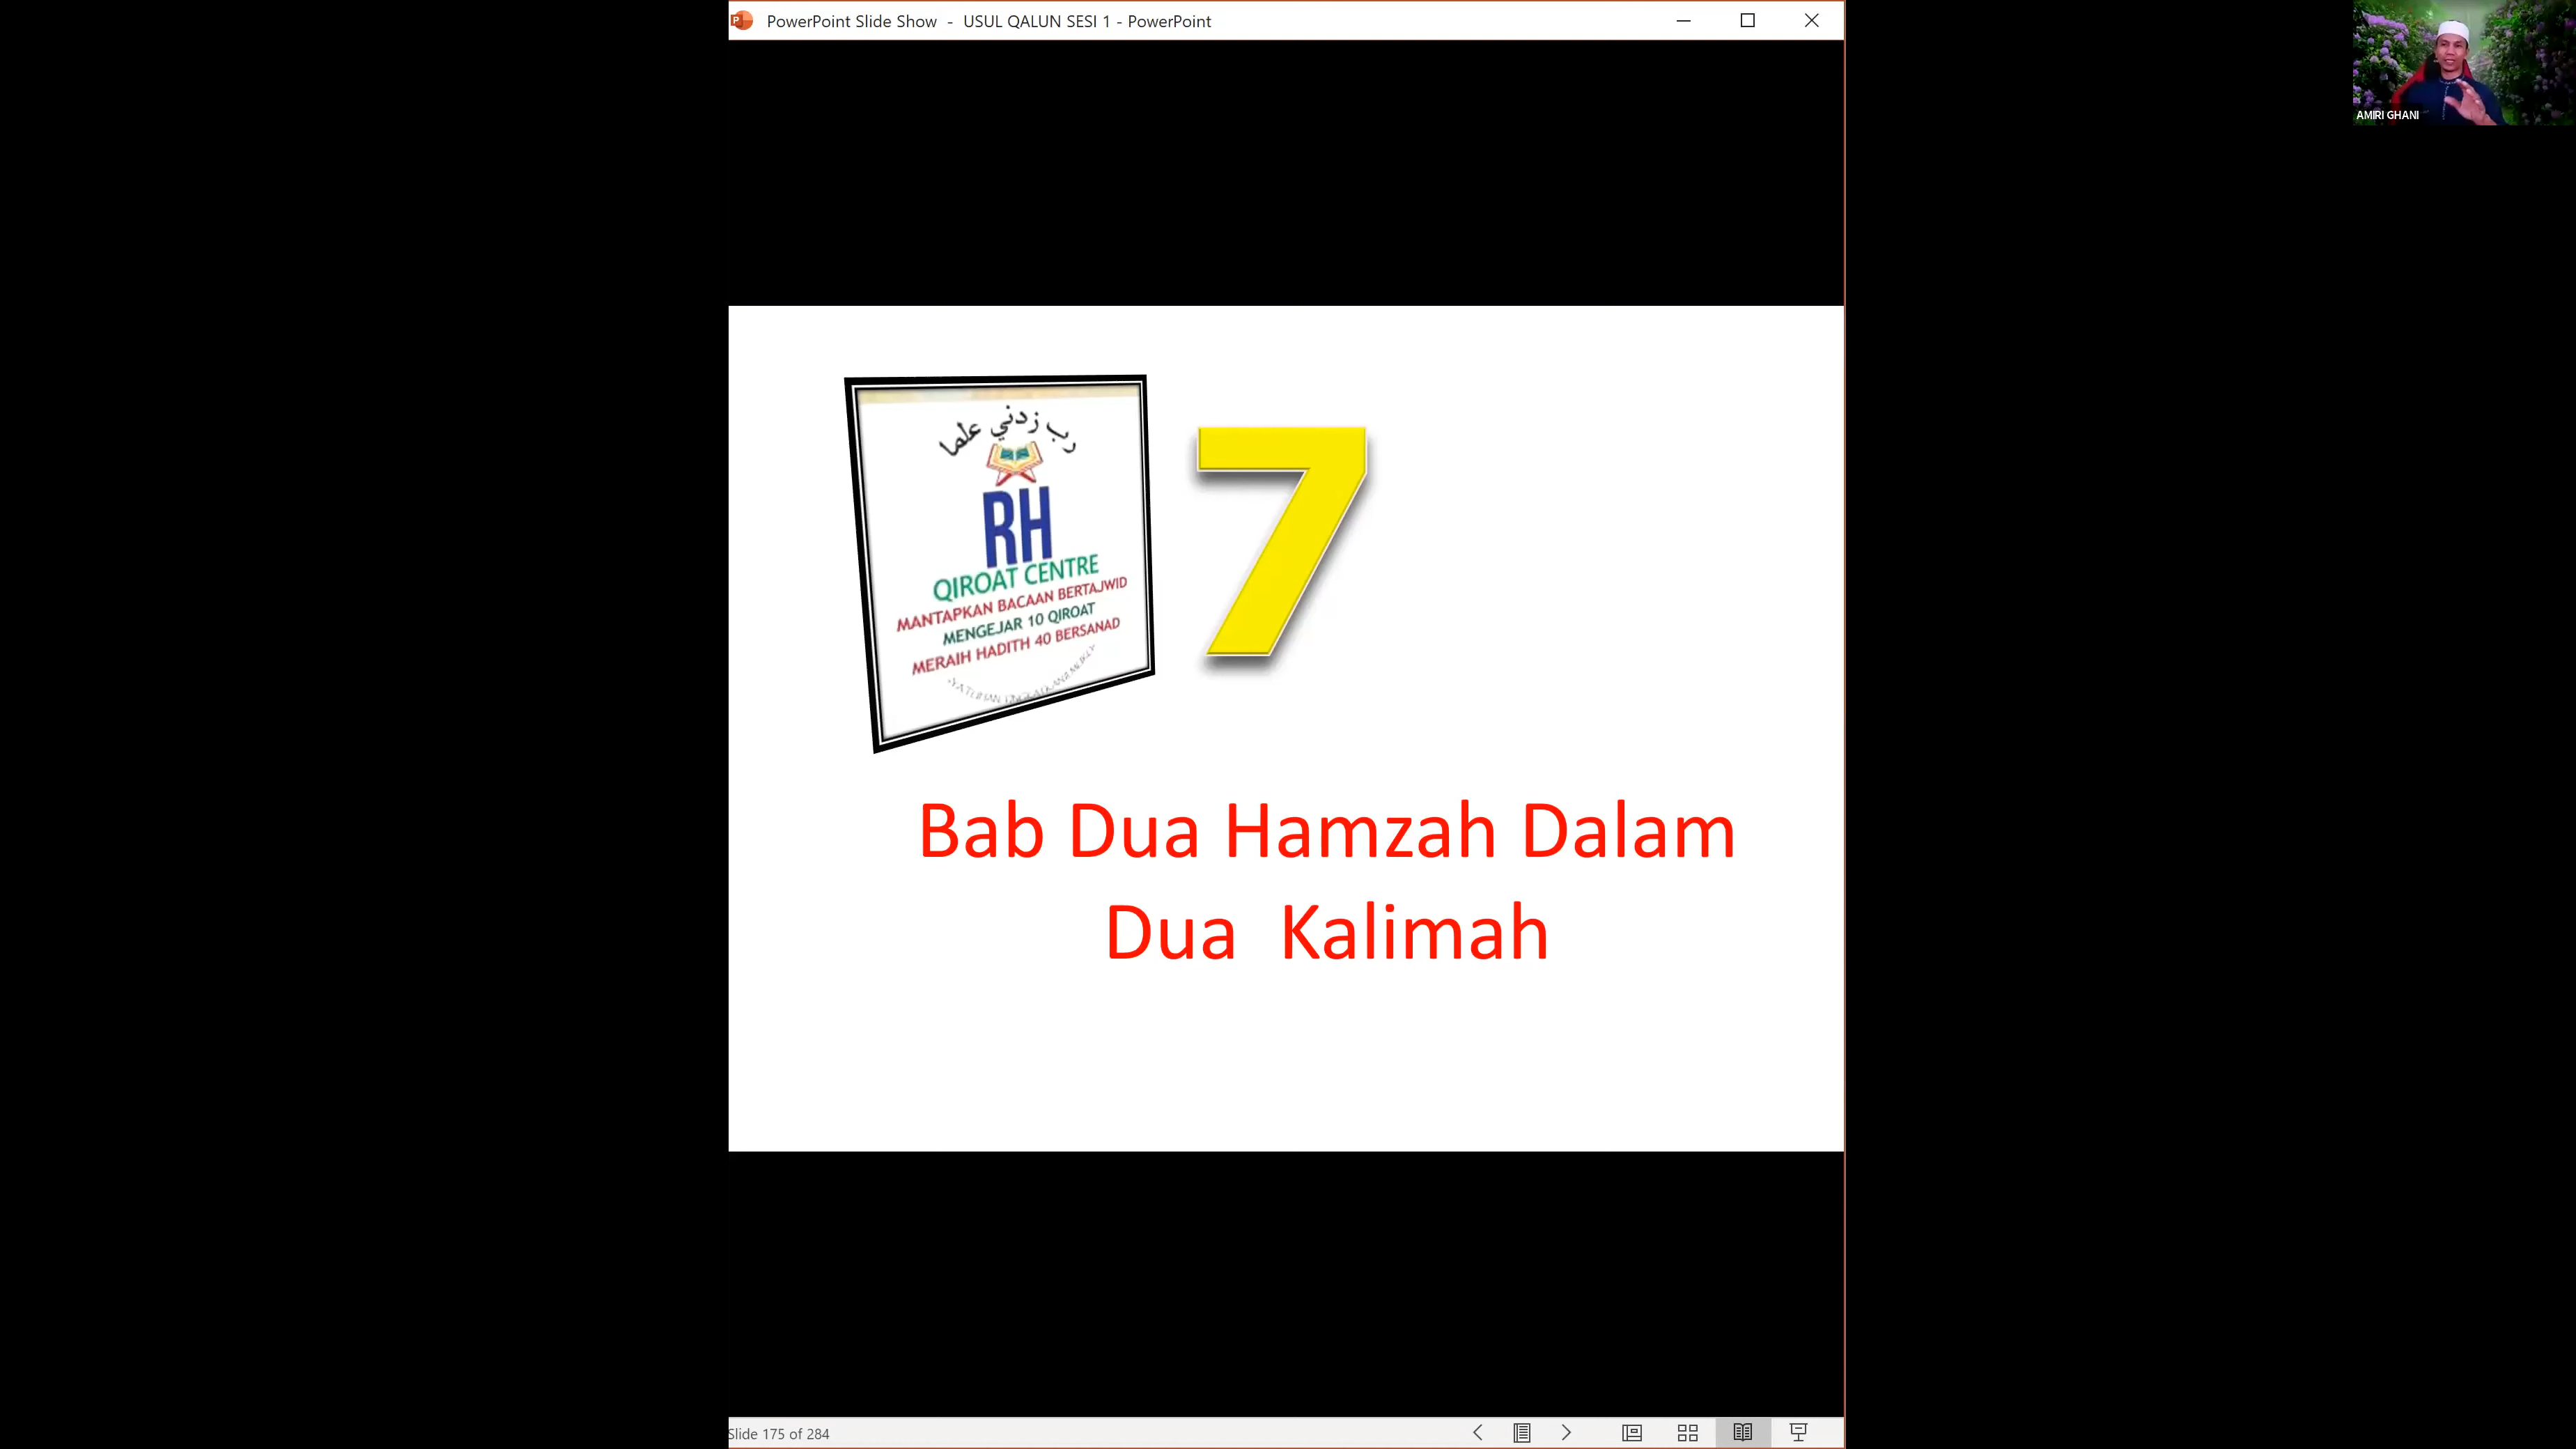 PowerPoint Slide Show - USUL QALUN SESI 1 - PowerPoint
AMIRI GHANI
رب زدني علما
RH
QIROAT CENTRE
MANTAPKAN BACAAN BERTAJWID
MENGEJAR 10 QIROAT
MERAIH HADITH 40 BERSANAD
7
Bab Dua Hamzah Dalam
Dua Kalimah
Slide 175 of 284